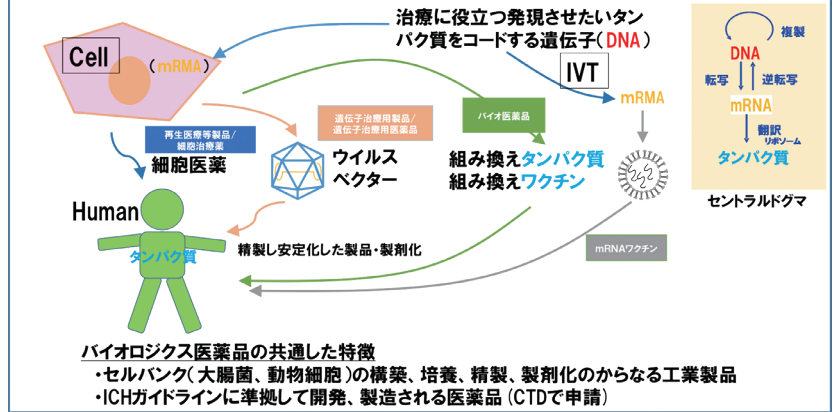 治療に役立つ発現させたいタン
パク質をコードする遺伝子(DNA)
Cell
(mRMA)
IVT
mRMA
再生医療等製品/
細胞治療薬
細胞医薬
遺伝子治療用製品/
遺伝子治療用医薬品
ウイルス
ベクター
バイオ医薬品
組み換えタンパク質
組み換えワクチン
複製
DNA
転写
逆転写
mRNA
翻訳
リボソーム
タンパク質
セントラルドグマ
Human
タンパク質
精製し安定化した製品・製剤化
mRNAワクチン
バイオロジクス医薬品の共通した特徴
・セルバンク(大腸菌、動物細胞)の構築、培養、精製、製剤化のからなる工業製品
・ICHガイドラインに準拠して開発、製造される医薬品(CTDで申請)